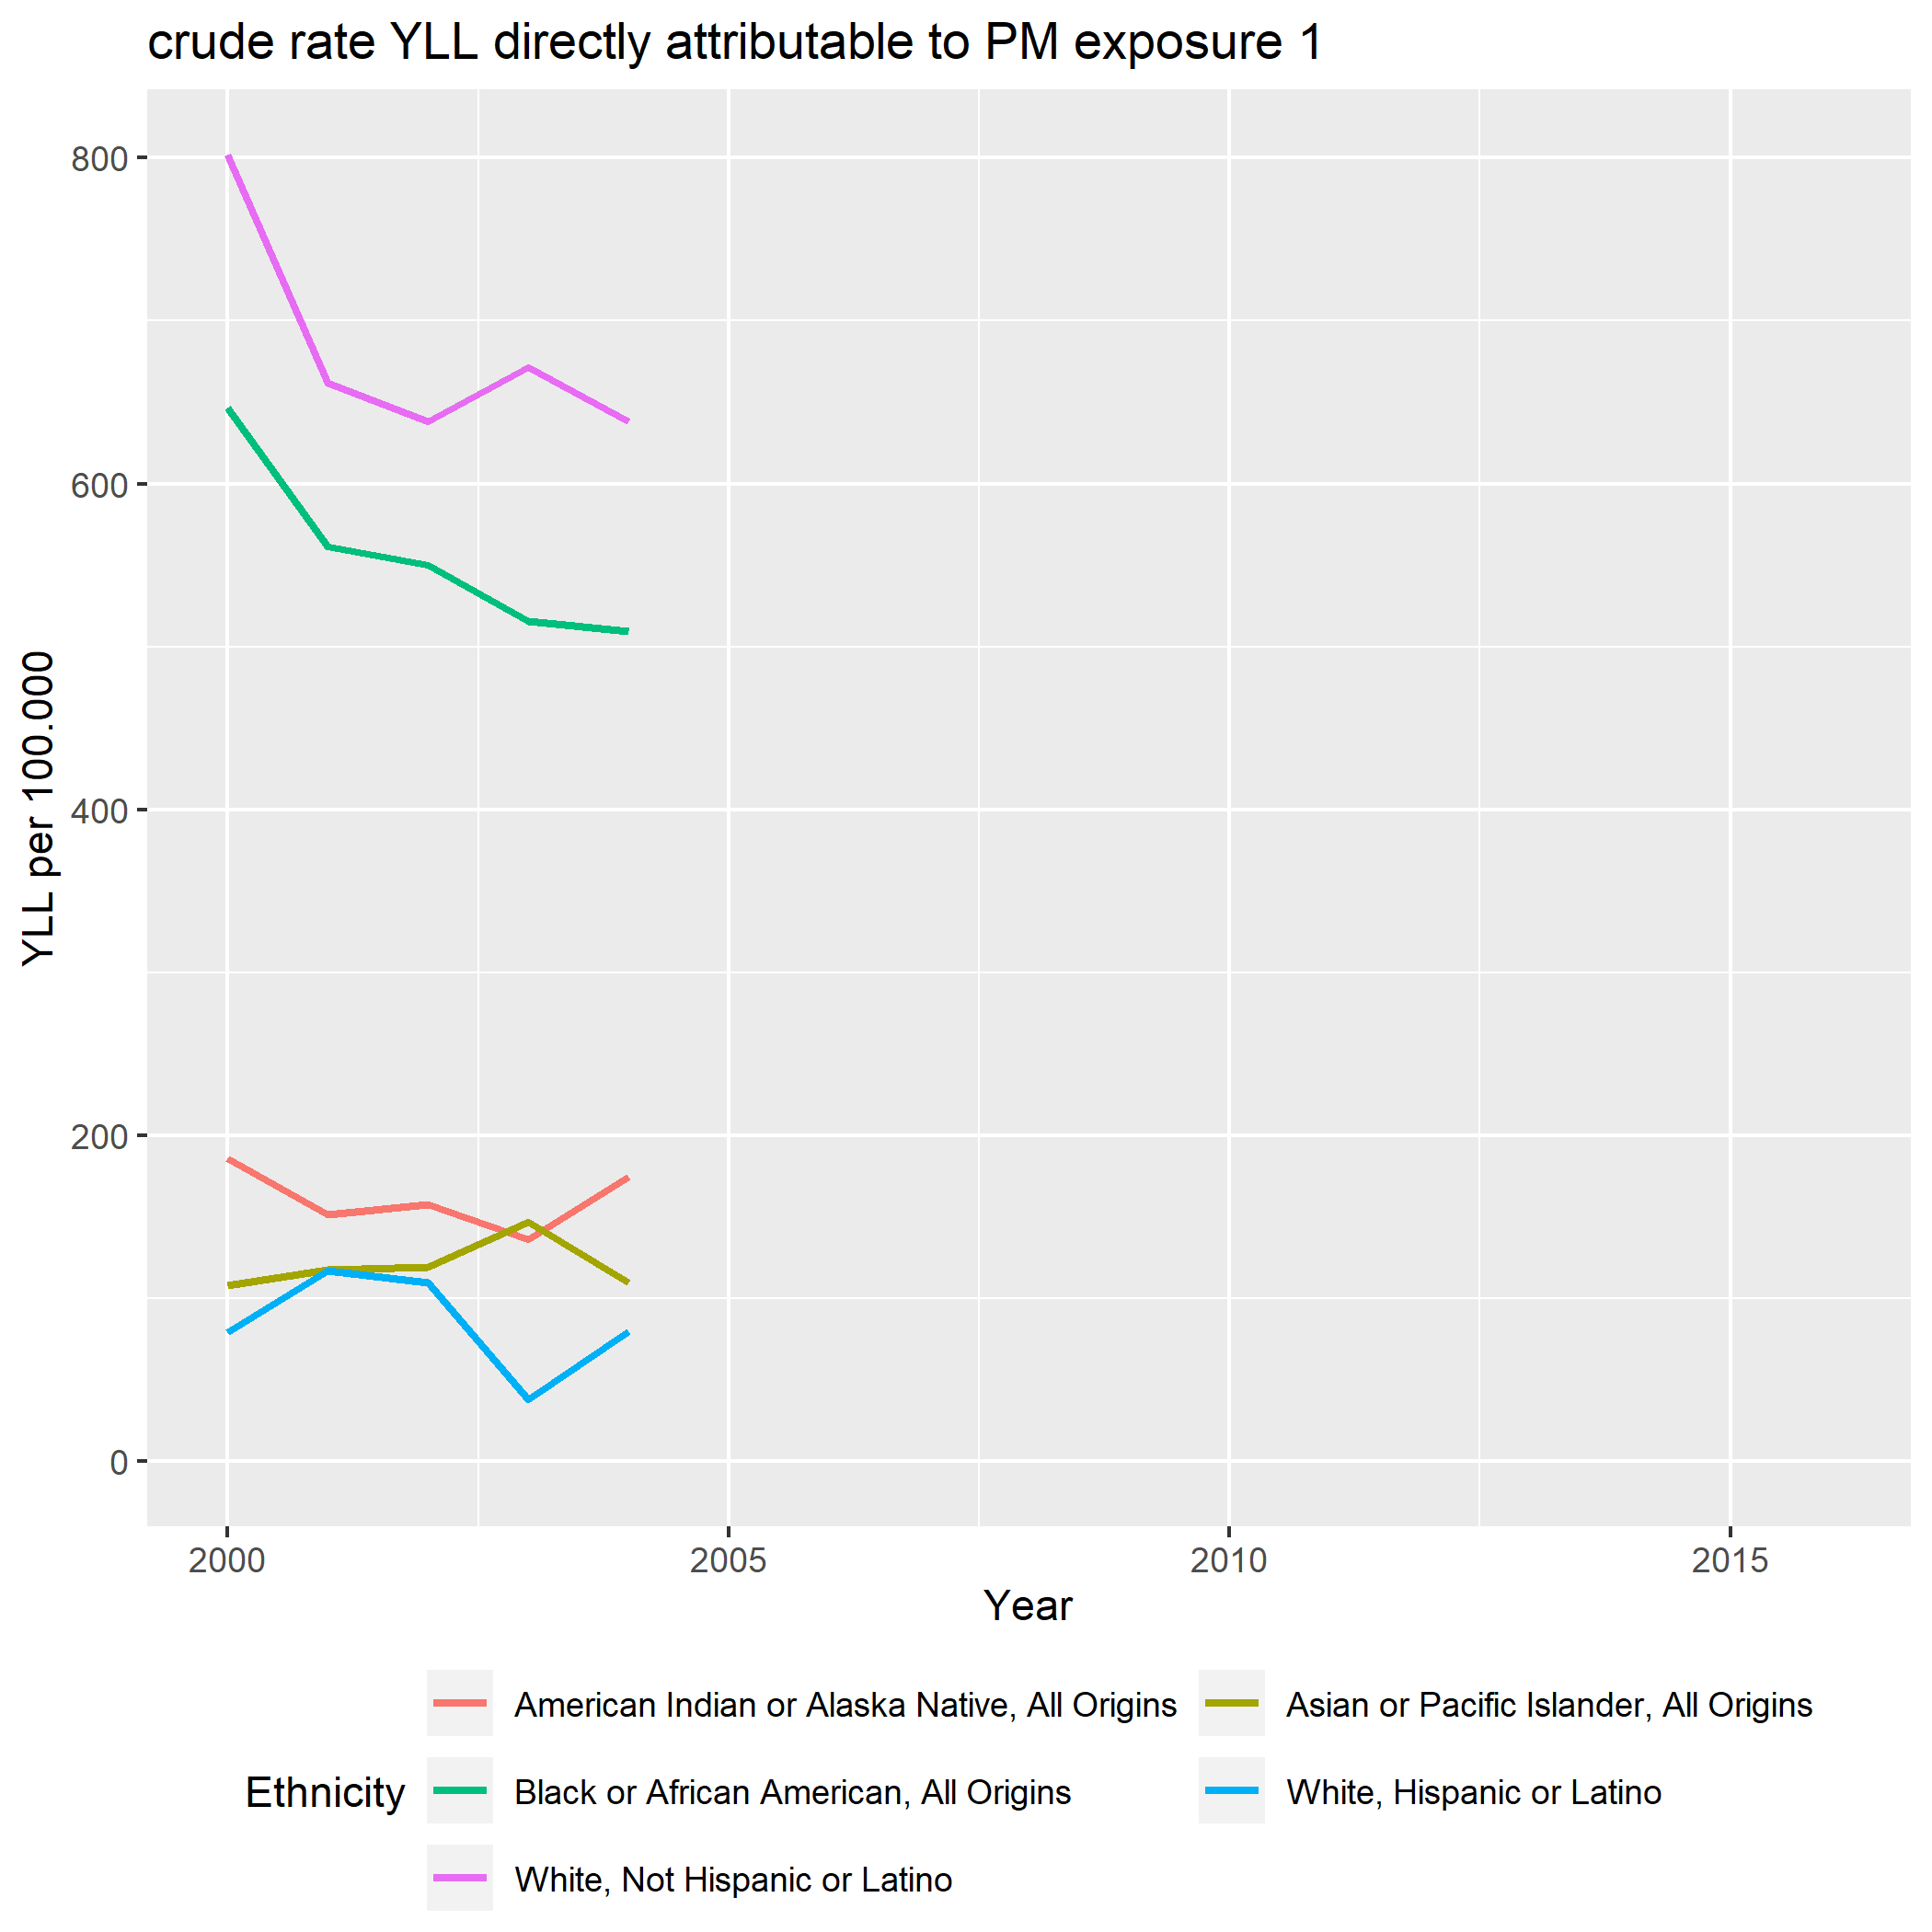 crude rate YLL directly attributable to PM exposure 1
800
600
400
200
0
YLL per 100.000
2000 2005 2010 2015
Year
Ethnicity
American Indian or Alaska Native, All Origins
Asian or Pacific Islander, All Origins
Black or African American, All Origins
White, Hispanic or Latino
White, Not Hispanic or Latino